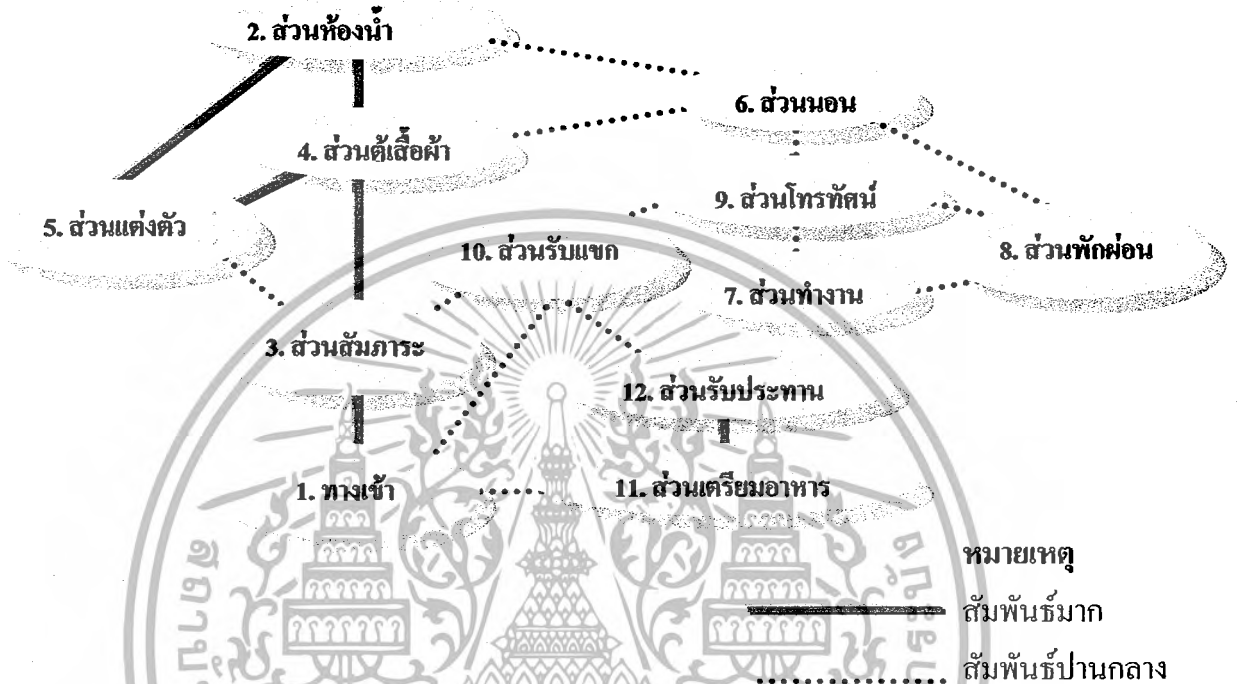 2. ส่วนห้องน้ำ
6. ส่วนนอน
4. ส่วนตู้เสื้อผ้า
9. ส่วนโทรทัศน์
5. ส่วนแต่งตัว
10. ส่วนรับแขก
8. ส่วนพักผ่อน
7. ส่วนทำงาน
3. ส่วนสัมภาระ
12. ส่วนรับประทาน
1. ทางเข้า
11. ส่วนเตรียมอาหาร
หมายเหตุ
สัมพันธ์มาก
สัมพันธ์ปานกลาง